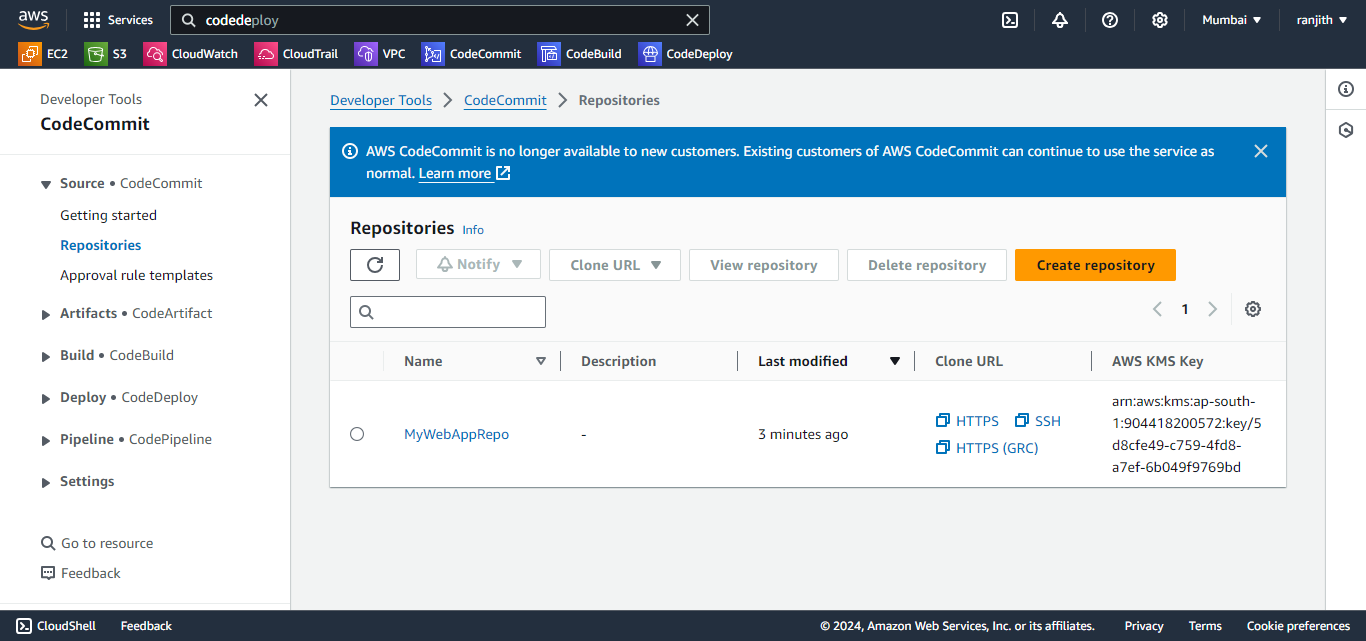 aws
Services
codedeploy
Mumbai ▼
ranjith ▼
EC2
S3
CloudWatch
CloudTrail
VPC
CodeCommit
CodeBuild
CodeDeploy
Developer Tools
CodeCommit
Source • CodeCommit
Getting started
Repositories
Approval rule templates
Artifacts • CodeArtifact
Build • CodeBuild
Deploy • CodeDeploy
Pipeline • CodePipeline
Settings
Go to resource
Feedback
Developer Tools > CodeCommit > Repositories
AWS CodeCommit is no longer available to new customers. Existing customers of AWS CodeCommit can continue to use the service as
normal. Learn more
Repositories Info
Notify
Clone URL
View repository
Delete repository
Create repository
1
Name
Description
Last modified
Clone URL
AWS KMS Key
MyWebAppRepo
-
3 minutes ago
HTTPS
SSH
HTTPS (GRC)
arn:aws:kms:ap-south-
1:904418200572:key/5
d8cfe49-c759-4fd8-
a7ef-6b049f9769bd
CloudShell
Feedback
© 2024, Amazon Web Services, Inc. or its affiliates.
Privacy
Terms
Cookie preferences